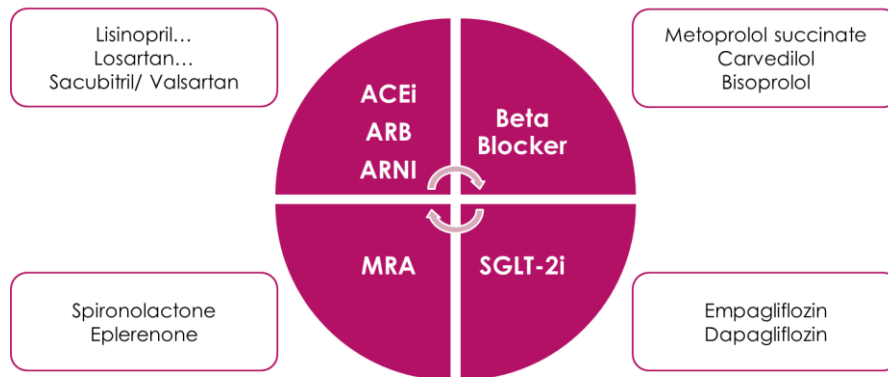 Lisinopril…
Losartan…
Sacubitril/ Valsartan
ACEi
ARB
ARNI
Beta
Blocker
Metoprolol succinate
Carvedilol
Bisoprolol
Spironolactone
Eplerenone
MRA
SGLT-2i
Empagliflozin
Dapagliflozin